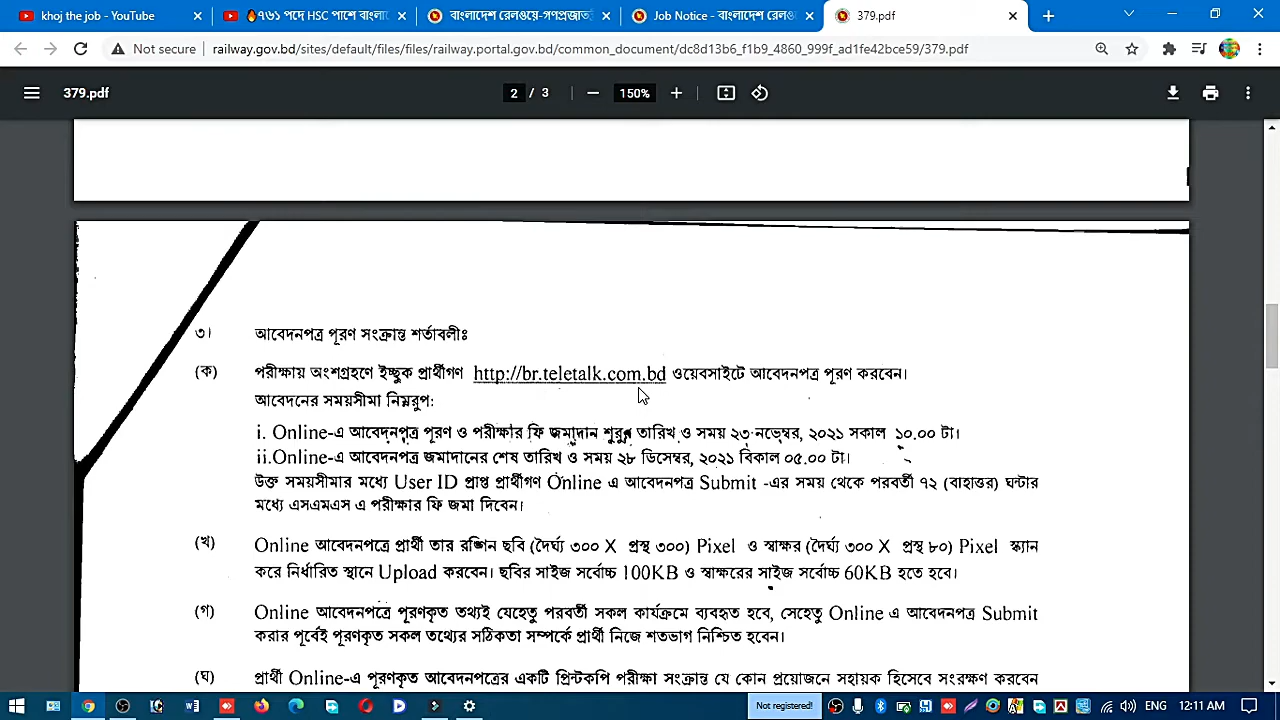 khoj the job - YouTube
🔥৭৬১ পদে HSC পাশে বাংলা
বাংলাদেশ রেলওয়ে-গণপ্রজাত
Job Notice - বাংলাদেশ রেলওয়ে
379.pdf
Not secure
railway.gov.bd/sites/default/files/files/railway.portal.gov.bd/common_document/dc8d13b6_f1b9_4860_999f_ad1fe42bce59/379.pdf
379.pdf
2 / 3
150%
৩। আবেদনপত্র পূরণ সংক্রান্ত শর্তাবলীঃ
(ক) পরীক্ষায় অংশগ্রহণে ইচ্ছুক প্রার্থীগণ http://br.teletalk.com.bd ওয়েবসাইটে আবেদনপত্র পূরণ করবেন।
আবেদনের সময়সীমা নিম্নরুপ:
i. Online-এ আবেদনপত্র পূরণ ও পরীক্ষার ফি জমাদান শুরুর তারিখ ও সময় ২৩ নভেম্বর, ২০২১ সকাল ১০.০০ টা।
ii.Online-এ আবেদনপত্র জমাদানের শেষ তারিখ ও সময় ২৮ ডিসেম্বর, ২০২১ বিকাল ০৫.০০ টা।
উক্ত সময়সীমার মধ্যে User ID প্রাপ্ত প্রার্থীগণ Online এ আবেদনপত্র Submit -এর সময় থেকে পরবর্তী ৭২ (বাহাত্তর) ঘন্টার
মধ্যে এসএমএস এ পরীক্ষার ফি জমা দিবেন।
(খ) Online আবেদনপত্রে প্রার্থী তার রঙ্গিন ছবি (দৈর্ঘ্য ৩০০ X প্রস্থ ৩০০) Pixel ও স্বাক্ষর (দৈর্ঘ্য ৩০০ X প্রস্থ ৮০) Pixel স্ক্যান
করে নির্ধারিত স্থানে Upload করবেন। ছবির সাইজ সর্বোচ্চ 100KB ও স্বাক্ষরের সাইজ সর্বোচ্চ 60KB হতে হবে।
(গ) Online আবেদনপত্রে পূরণকৃত তথ্যই যেহেতু পরবর্তী সকল কার্যক্রমে ব্যবহৃত হবে, সেহেতু Online এ আবেদনপত্র Submit
করার পূর্বেই পূরণকৃত সকল তথ্যের সঠিকতা সম্পর্কে প্রার্থী নিজে শতভাগ নিশ্চিত হবেন।
(ঘ) প্রার্থী Online-এ পূরণকৃত আবেদনপত্রের একটি প্রিন্টকপি পরীক্ষা সংক্রান্ত যে কোন প্রয়োজনে সহায়ক হিসেবে সংরক্ষণ করবেন
Not registered!
ENG
12:11 AM